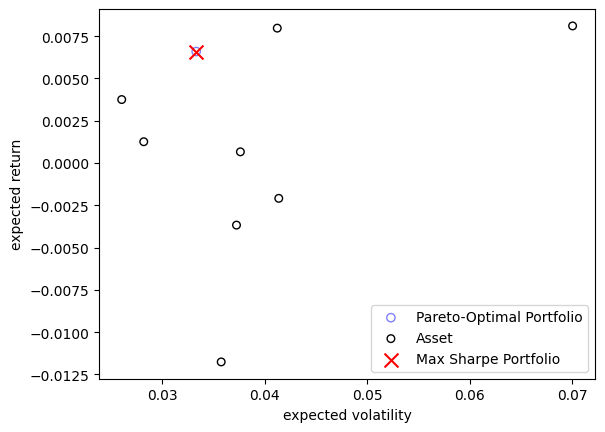 0.0075
0.0050
0.0025
0.0000
−0.0025
−0.0050
−0.0075
−0.0100
−0.0125
expected return
0.03 0.04 0.05 0.06 0.07
expected volatility
Pareto-Optimal Portfolio
Asset
Max Sharpe Portfolio